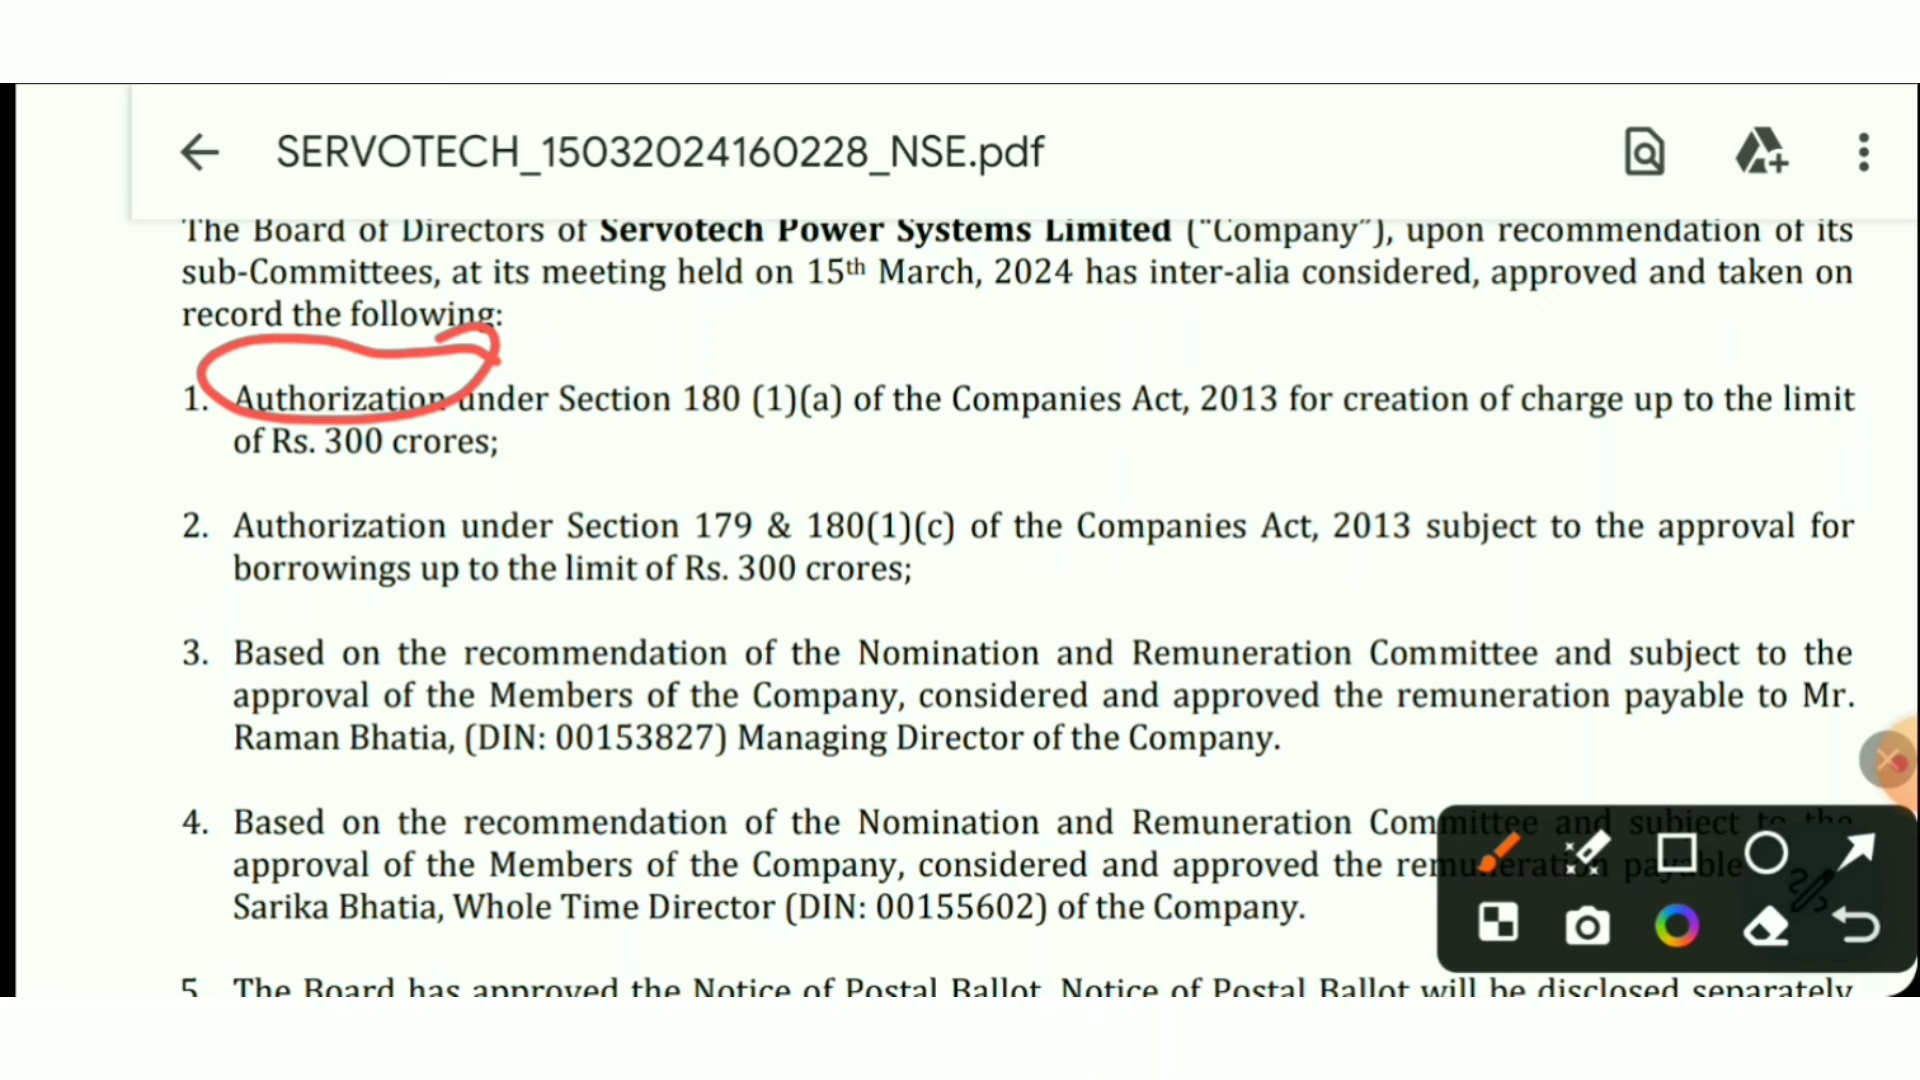 SERVOTECH_15032024160228_NSE.pdf
The Board of Directors of Servotech Power Systems Limited ("Company"), upon recommendation of its
sub-Committees, at its meeting held on 15th March, 2024 has inter-alia considered, approved and taken on
record the following:
1. Authorization under Section 180 (1)(a) of the Companies Act, 2013 for creation of charge up to the limit
of Rs. 300 crores;
2. Authorization under Section 179 & 180(1)(c) of the Companies Act, 2013 subject to the approval for
borrowings up to the limit of Rs. 300 crores;
3. Based on the recommendation of the Nomination and Remuneration Committee and subject to the
approval of the Members of the Company, considered and approved the remuneration payable to Mr.
Raman Bhatia, (DIN: 00153827) Managing Director of the Company.
4. Based on the recommendation of the Nomination and Remuneration Committee and subject to the
approval of the Members of the Company, considered and approved the remuneration payable
Sarika Bhatia, Whole Time Director (DIN: 00155602) of the Company.
5 The Board has approved the Notice of Postal Ballot. Notice of Postal Ballot will be disclosed separately